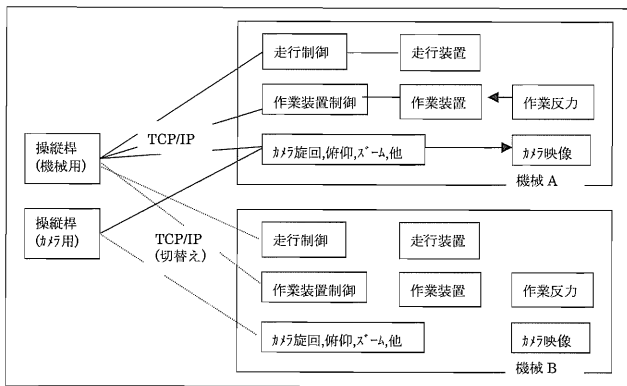 走行制御
走行装置
作業装置制御
作業装置
作業反力
ｶﾒﾗ旋回,俯仰,ｽﾞｰﾑ,他
ｶﾒﾗ映像
機械 A
操縦桿
(機械用)
TCP/IP
操縦桿
(ｶﾒﾗ用)
TCP/IP
(切替え)
走行制御
走行装置
作業装置制御
作業装置
作業反力
ｶﾒﾗ旋回,俯仰,ｽﾞｰﾑ,他
ｶﾒﾗ映像
機械 B